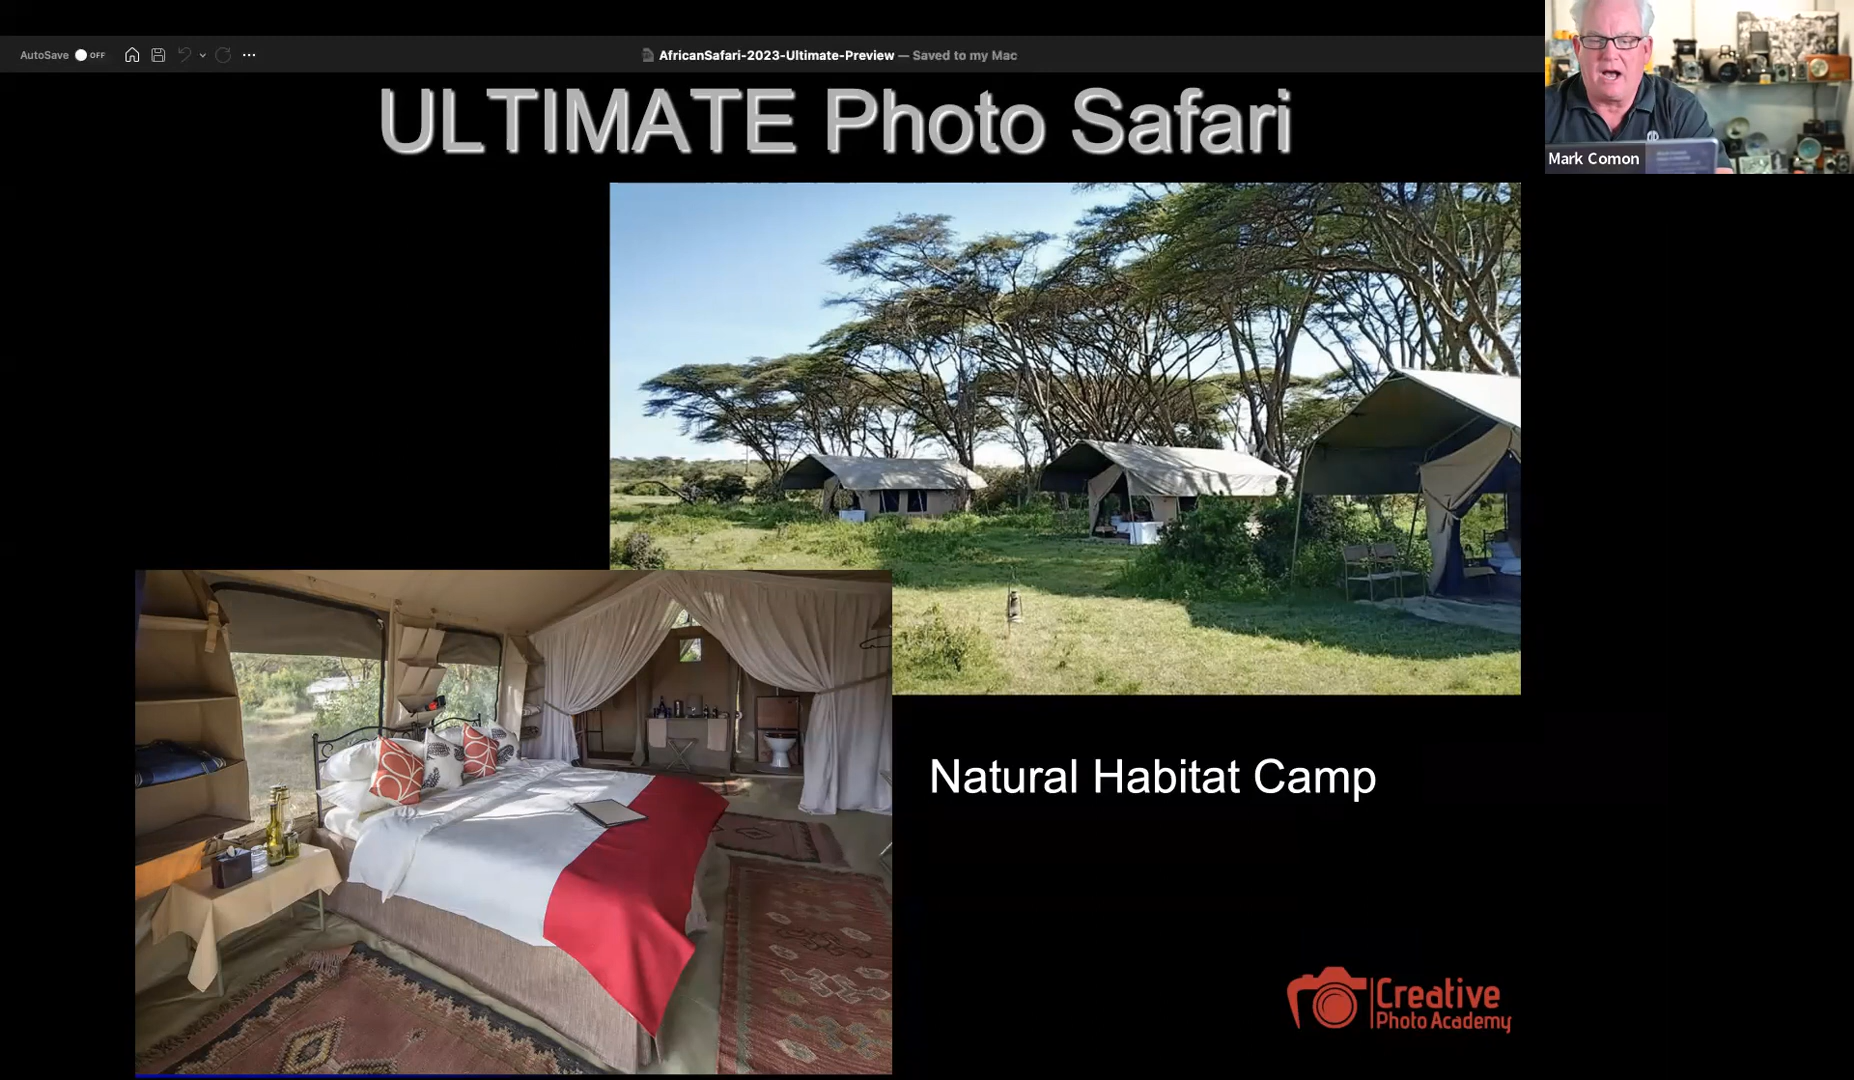 AutoSave OFF
AfricanSafari-2023-Ultimate-Preview — Saved to my Mac
ULTIMATE Photo Safari
Mark Comon
Natural Habitat Camp
Creative
Photo Academy